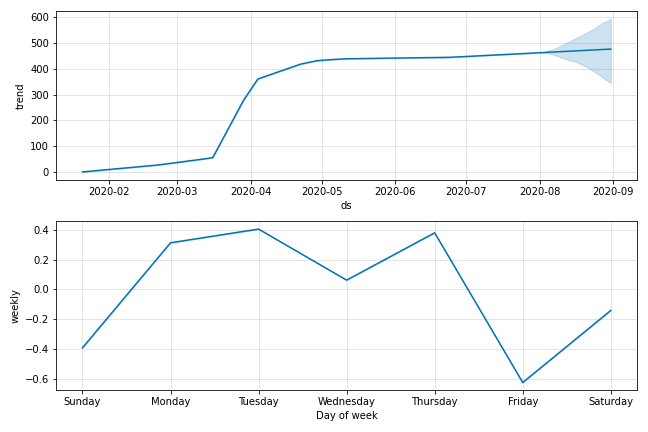 600
500
400
300
200
100
0
trend
2020-02 2020-03 2020-04 2020-05 2020-06 2020-07 2020-08 2020-09
ds
0.4
0.2
0.0
−0.2
−0.4
−0.6
weekly
Sunday Monday Tuesday Wednesday Thursday Friday Saturday
Day of week